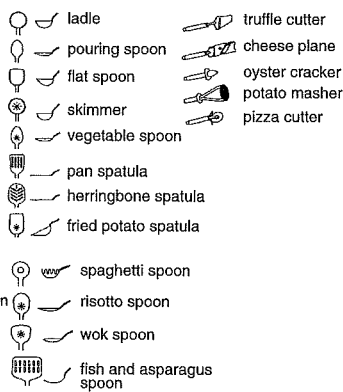 ladle
pouring spoon
flat spoon
skimmer
vegetable spoon
pan spatula
herringbone spatula
fried potato spatula
spaghetti spoon
n risotto spoon
wok spoon
fish and asparagus
spoon
truffle cutter
cheese plane
oyster cracker
potato masher
pizza cutter